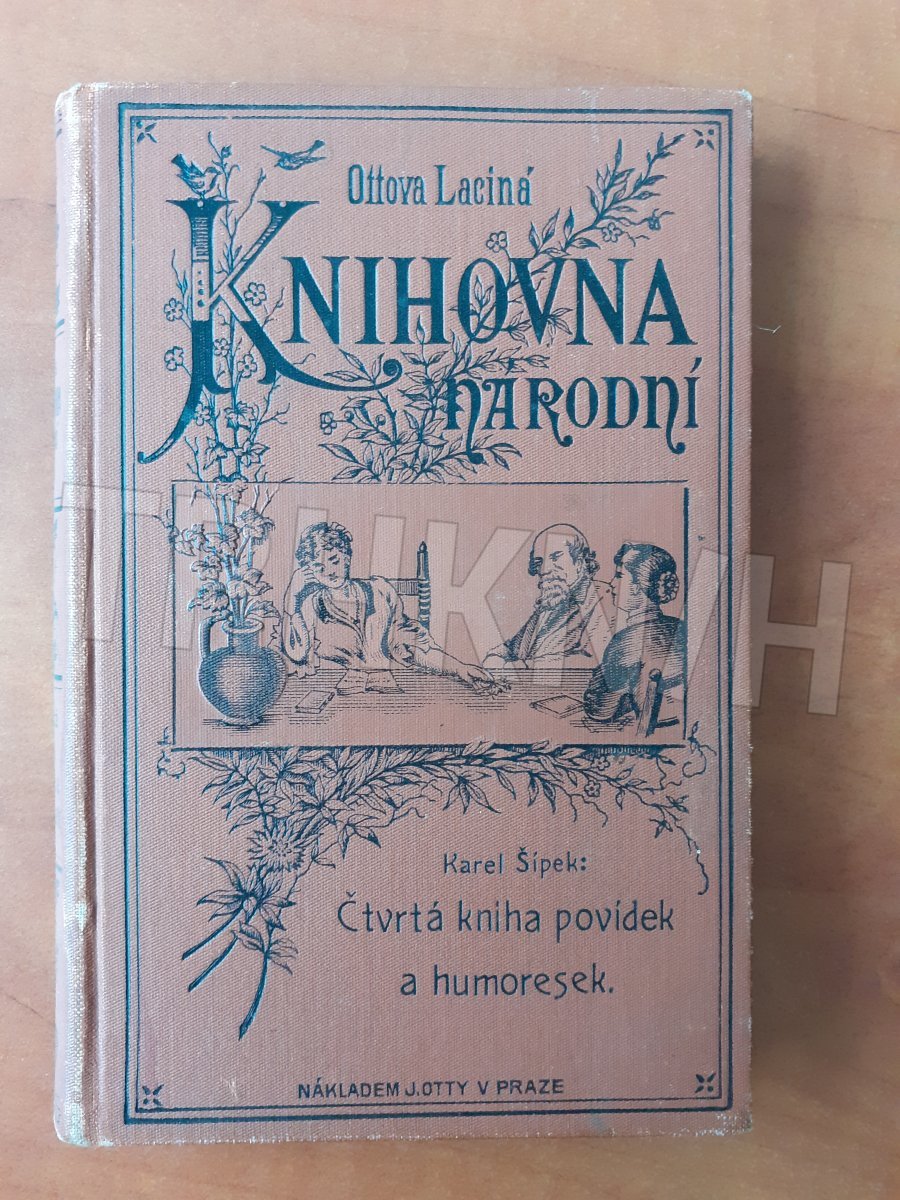 Ottova Laciná
KNIHOVNA
NÁRODNÍ
Karel Šípek:
Čtvrtá kniha povídek
a humoresek.
NÁKLADEM J. OTTY V PRAZE